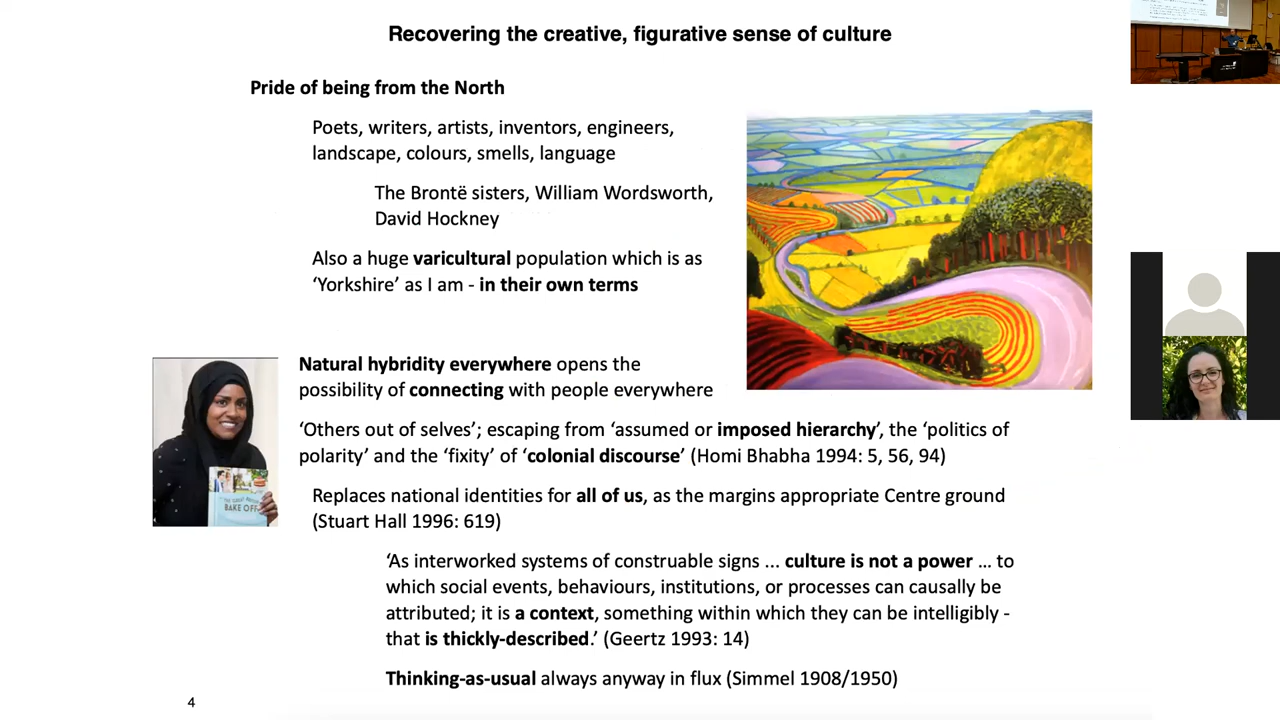 Recovering the creative, figurative sense of culture
Pride of being from the North
Poets, writers, artists, inventors, engineers,
landscape, colours, smells, language
The Brontë sisters, William Wordsworth,
David Hockney
Also a huge varicultural population which is as
‘Yorkshire’ as I am - in their own terms
Natural hybridity everywhere opens the
possibility of connecting with people everywhere
‘Others out of selves’; escaping from ‘assumed or imposed hierarchy’, the ‘politics of
polarity’ and the ‘fixity’ of ‘colonial discourse’ (Homi Bhabha 1994: 5, 56, 94)
Replaces national identities for all of us, as the margins appropriate Centre ground
(Stuart Hall 1996: 619)
‘As interworked systems of construable signs ... culture is not a power ... to
which social events, behaviours, institutions, or processes can causally be
attributed; it is a context, something within which they can be intelligibly -
that is thickly-described.’ (Geertz 1993: 14)
Thinking-as-usual always anyway in flux (Simmel 1908/1950)
4
BAKE OFF